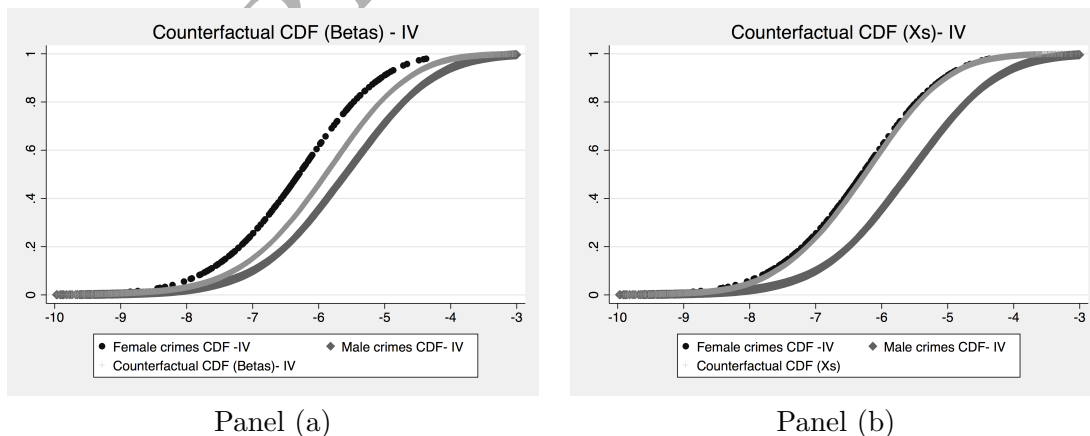 Counterfactual CDF (Betas) - IV
1
.8
.6
.4
.2
0
-10 -9 -8 -7 -6 -5 -4 -3
Female crimes CDF -IV
Male crimes CDF- IV
Counterfactual CDF (Betas)- IV
Panel (a)
Counterfactual CDF (Xs)- IV
1
.8
.6
.4
.2
0
-10 -9 -8 -7 -6 -5 -4 -3
Female crimes CDF -IV
Male crimes CDF- IV
Counterfactual CDF (Xs)
Panel (b)